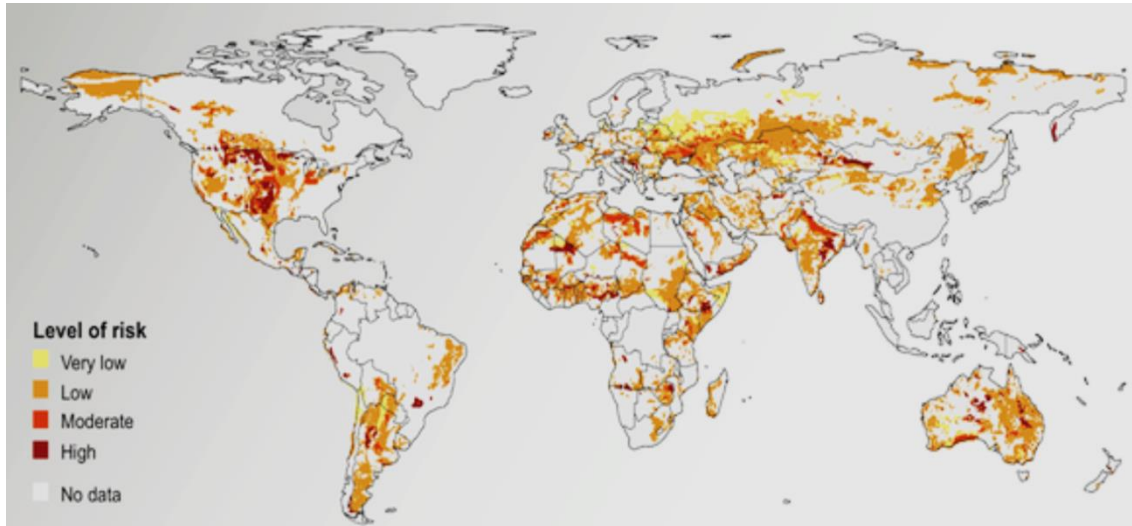 Level of risk
Very low
Low
Moderate
High
No data